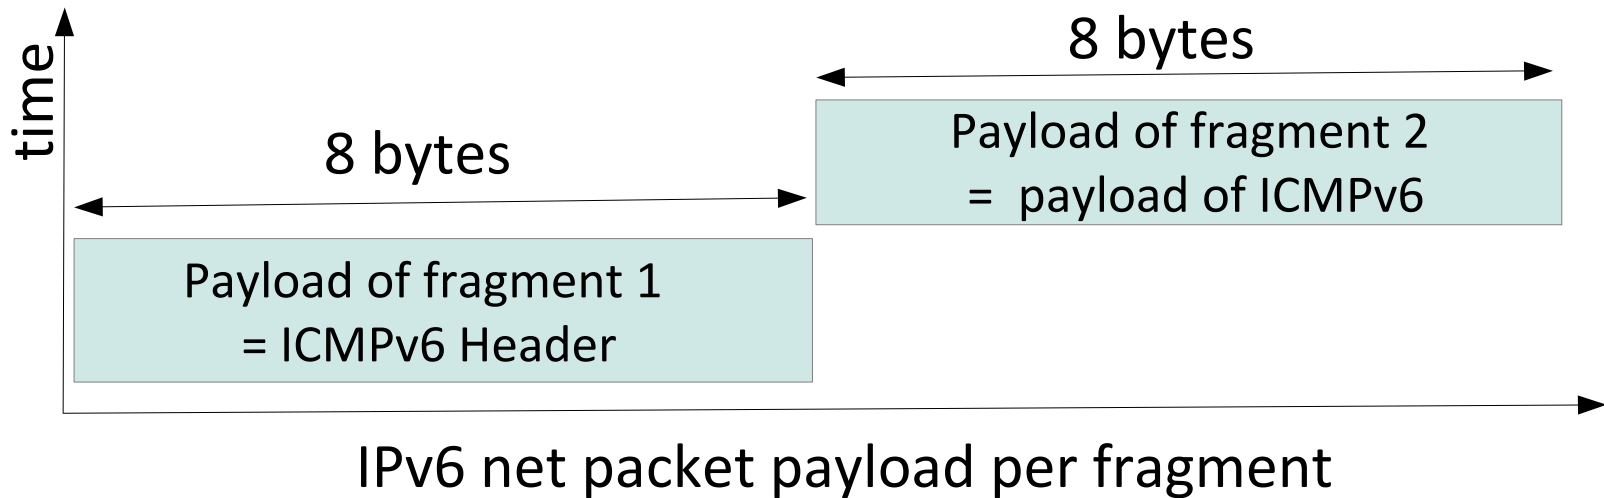 time
8 bytes
Payload of fragment 2
= payload of ICMPv6
8 bytes
Payload of fragment 1
= ICMPv6 Header
IPv6 net packet payload per fragment